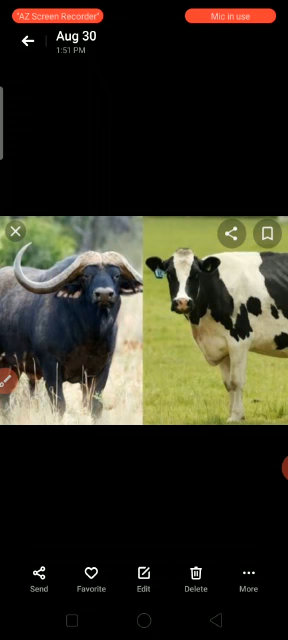 "AZ Screen Recorder"
Mic in use
Aug 30
1:51 PM
Send
Favorite
Edit
Delete
More